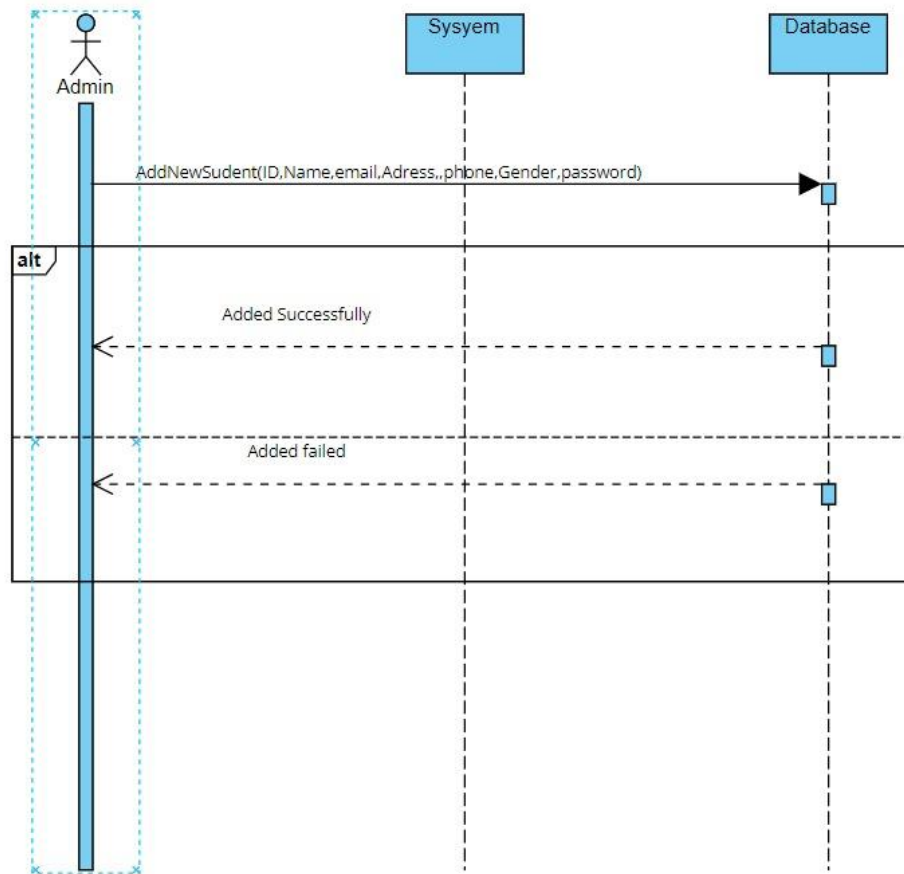 Sysyem
Database
Admin
AddNewSudent(ID,Name,email,Adress,,phone,Gender,password)
alt
Added Successfully
Added failed